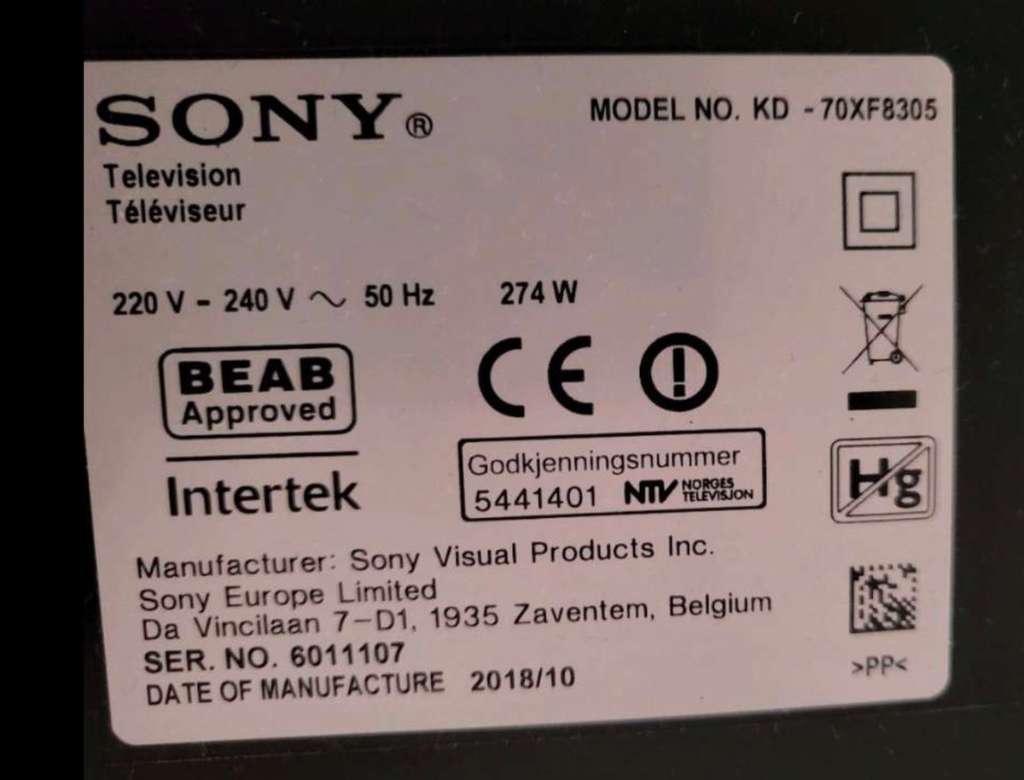 SONY®
MODEL NO. KD - 70XF8305
Television
Téléviseur
220 V - 240 V ~ 50 Hz 274 W
BEAB
Approved
CE
Intertek
Godkjenningsnummer
5441401 NTV NORGES TELEVISJON
Hg
Manufacturer: Sony Visual Products Inc.
Sony Europe Limited
Da Vincilaan 7-D1, 1935 Zaventem, Belgium
SER. NO. 6011107
DATE OF MANUFACTURE 2018/10
>PP<